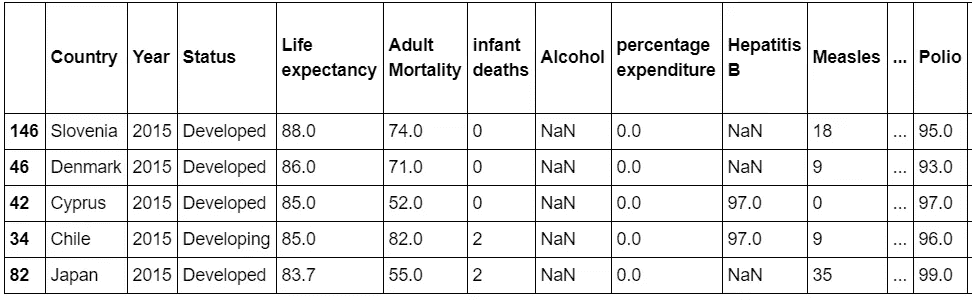 Country Year Status Life expectancy Adult Mortality infant deaths Alcohol percentage expenditure Hepatitis B Measles ... Polio
146 Slovenia 2015 Developed 88.0 74.0 0 NaN 0.0 NaN 18 ... 95.0
46 Denmark 2015 Developed 86.0 71.0 0 NaN 0.0 NaN 9 ... 93.0
42 Cyprus 2015 Developed 85.0 52.0 0 NaN 0.0 97.0 0 ... 97.0
34 Chile 2015 Developing 85.0 82.0 2 NaN 0.0 97.0 9 ... 96.0
82 Japan 2015 Developed 83.7 55.0 2 NaN 0.0 NaN 35 ... 99.0